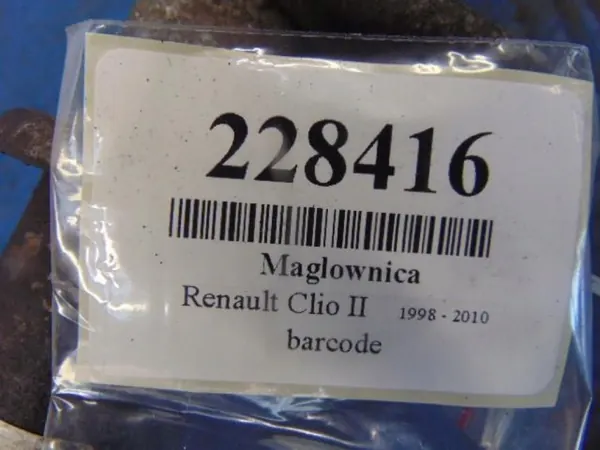 228416
Maglownica
Renault Clio II 1998 - 2010
barcode